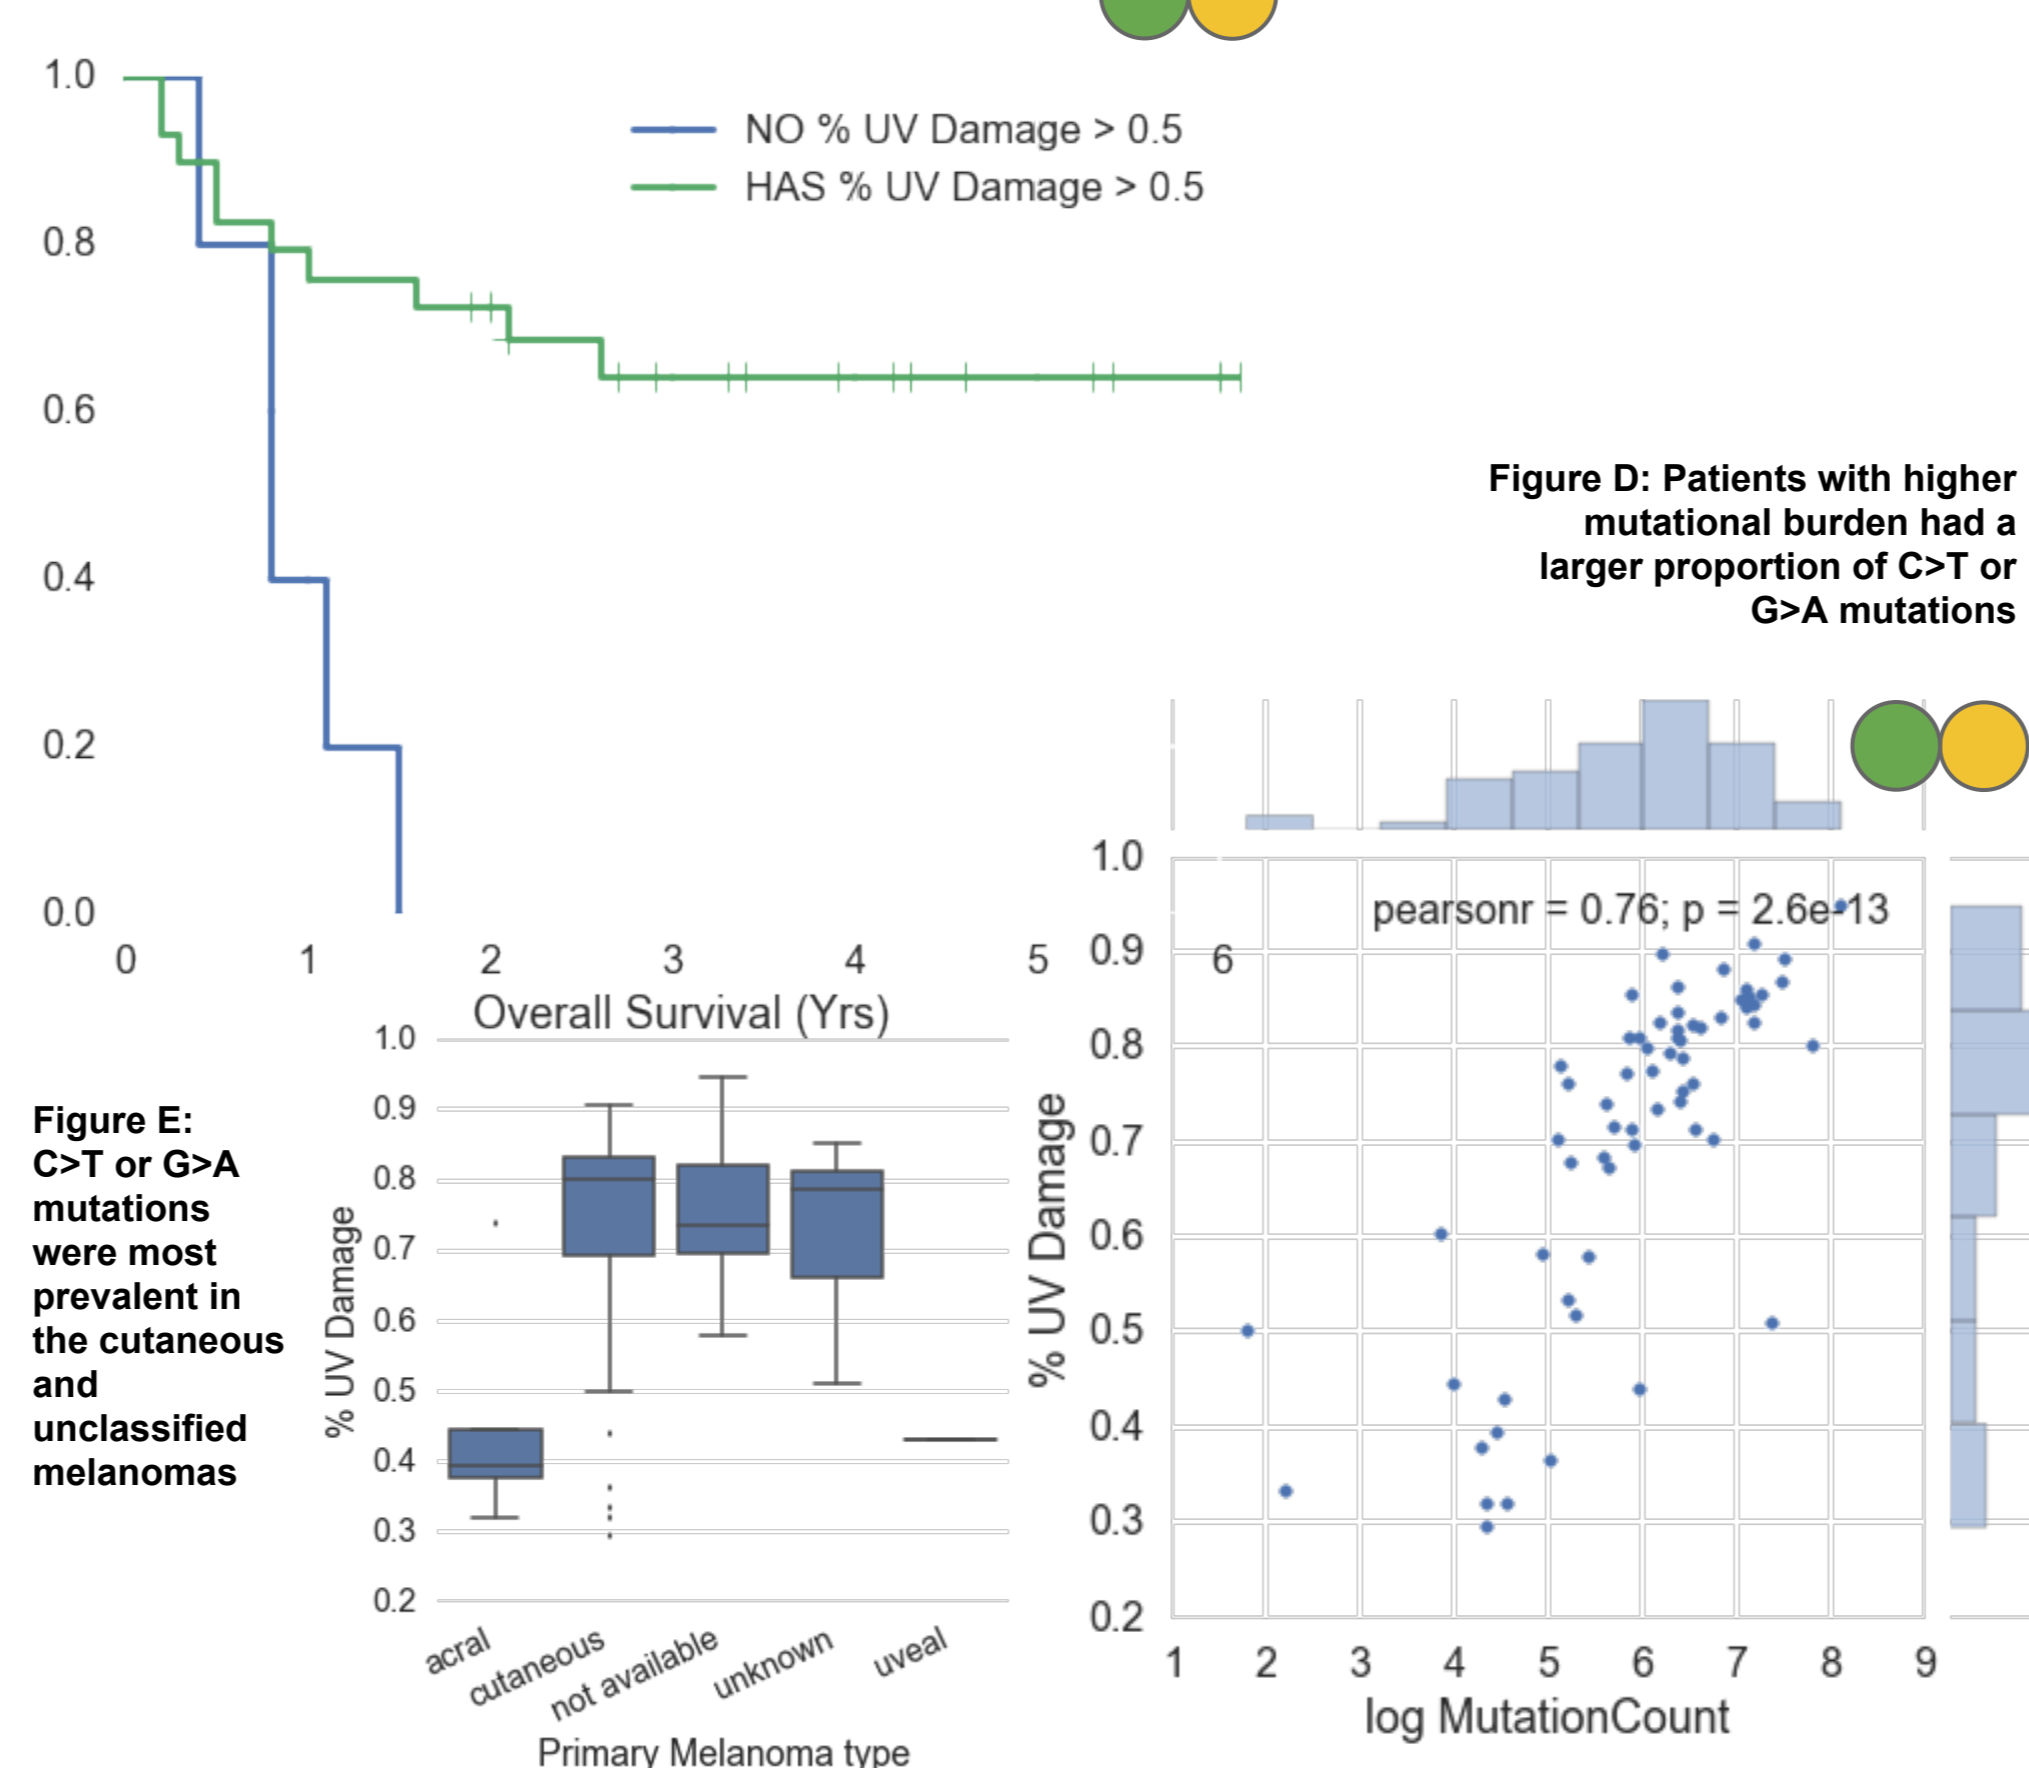 1.0
0.8
0.6
0.4
0.2
0.0
NO % UV Damage > 0.5
HAS % UV Damage > 0.5
0 1 2 3 4 5 6
Overall Survival (Yrs)
Figure D: Patients with higher
mutational burden had a
larger proportion of C>T or
G>A mutations
Figure E:
C>T or G>A
mutations
were most
prevalent in
the cutaneous
and
unclassified
melanomas
% UV Damage
1.0
0.9
0.8
0.7
0.6
0.5
0.4
0.3
0.2
acral
cutaneous
not available
unknown
uveal
Primary Melanoma type
% UV Damage
1.0
0.9
0.8
0.7
0.6
0.5
0.4
0.3
0.2
pearsonr = 0.76; p = 2.6e-13
1 2 3 4 5 6 7 8 9
log MutationCount